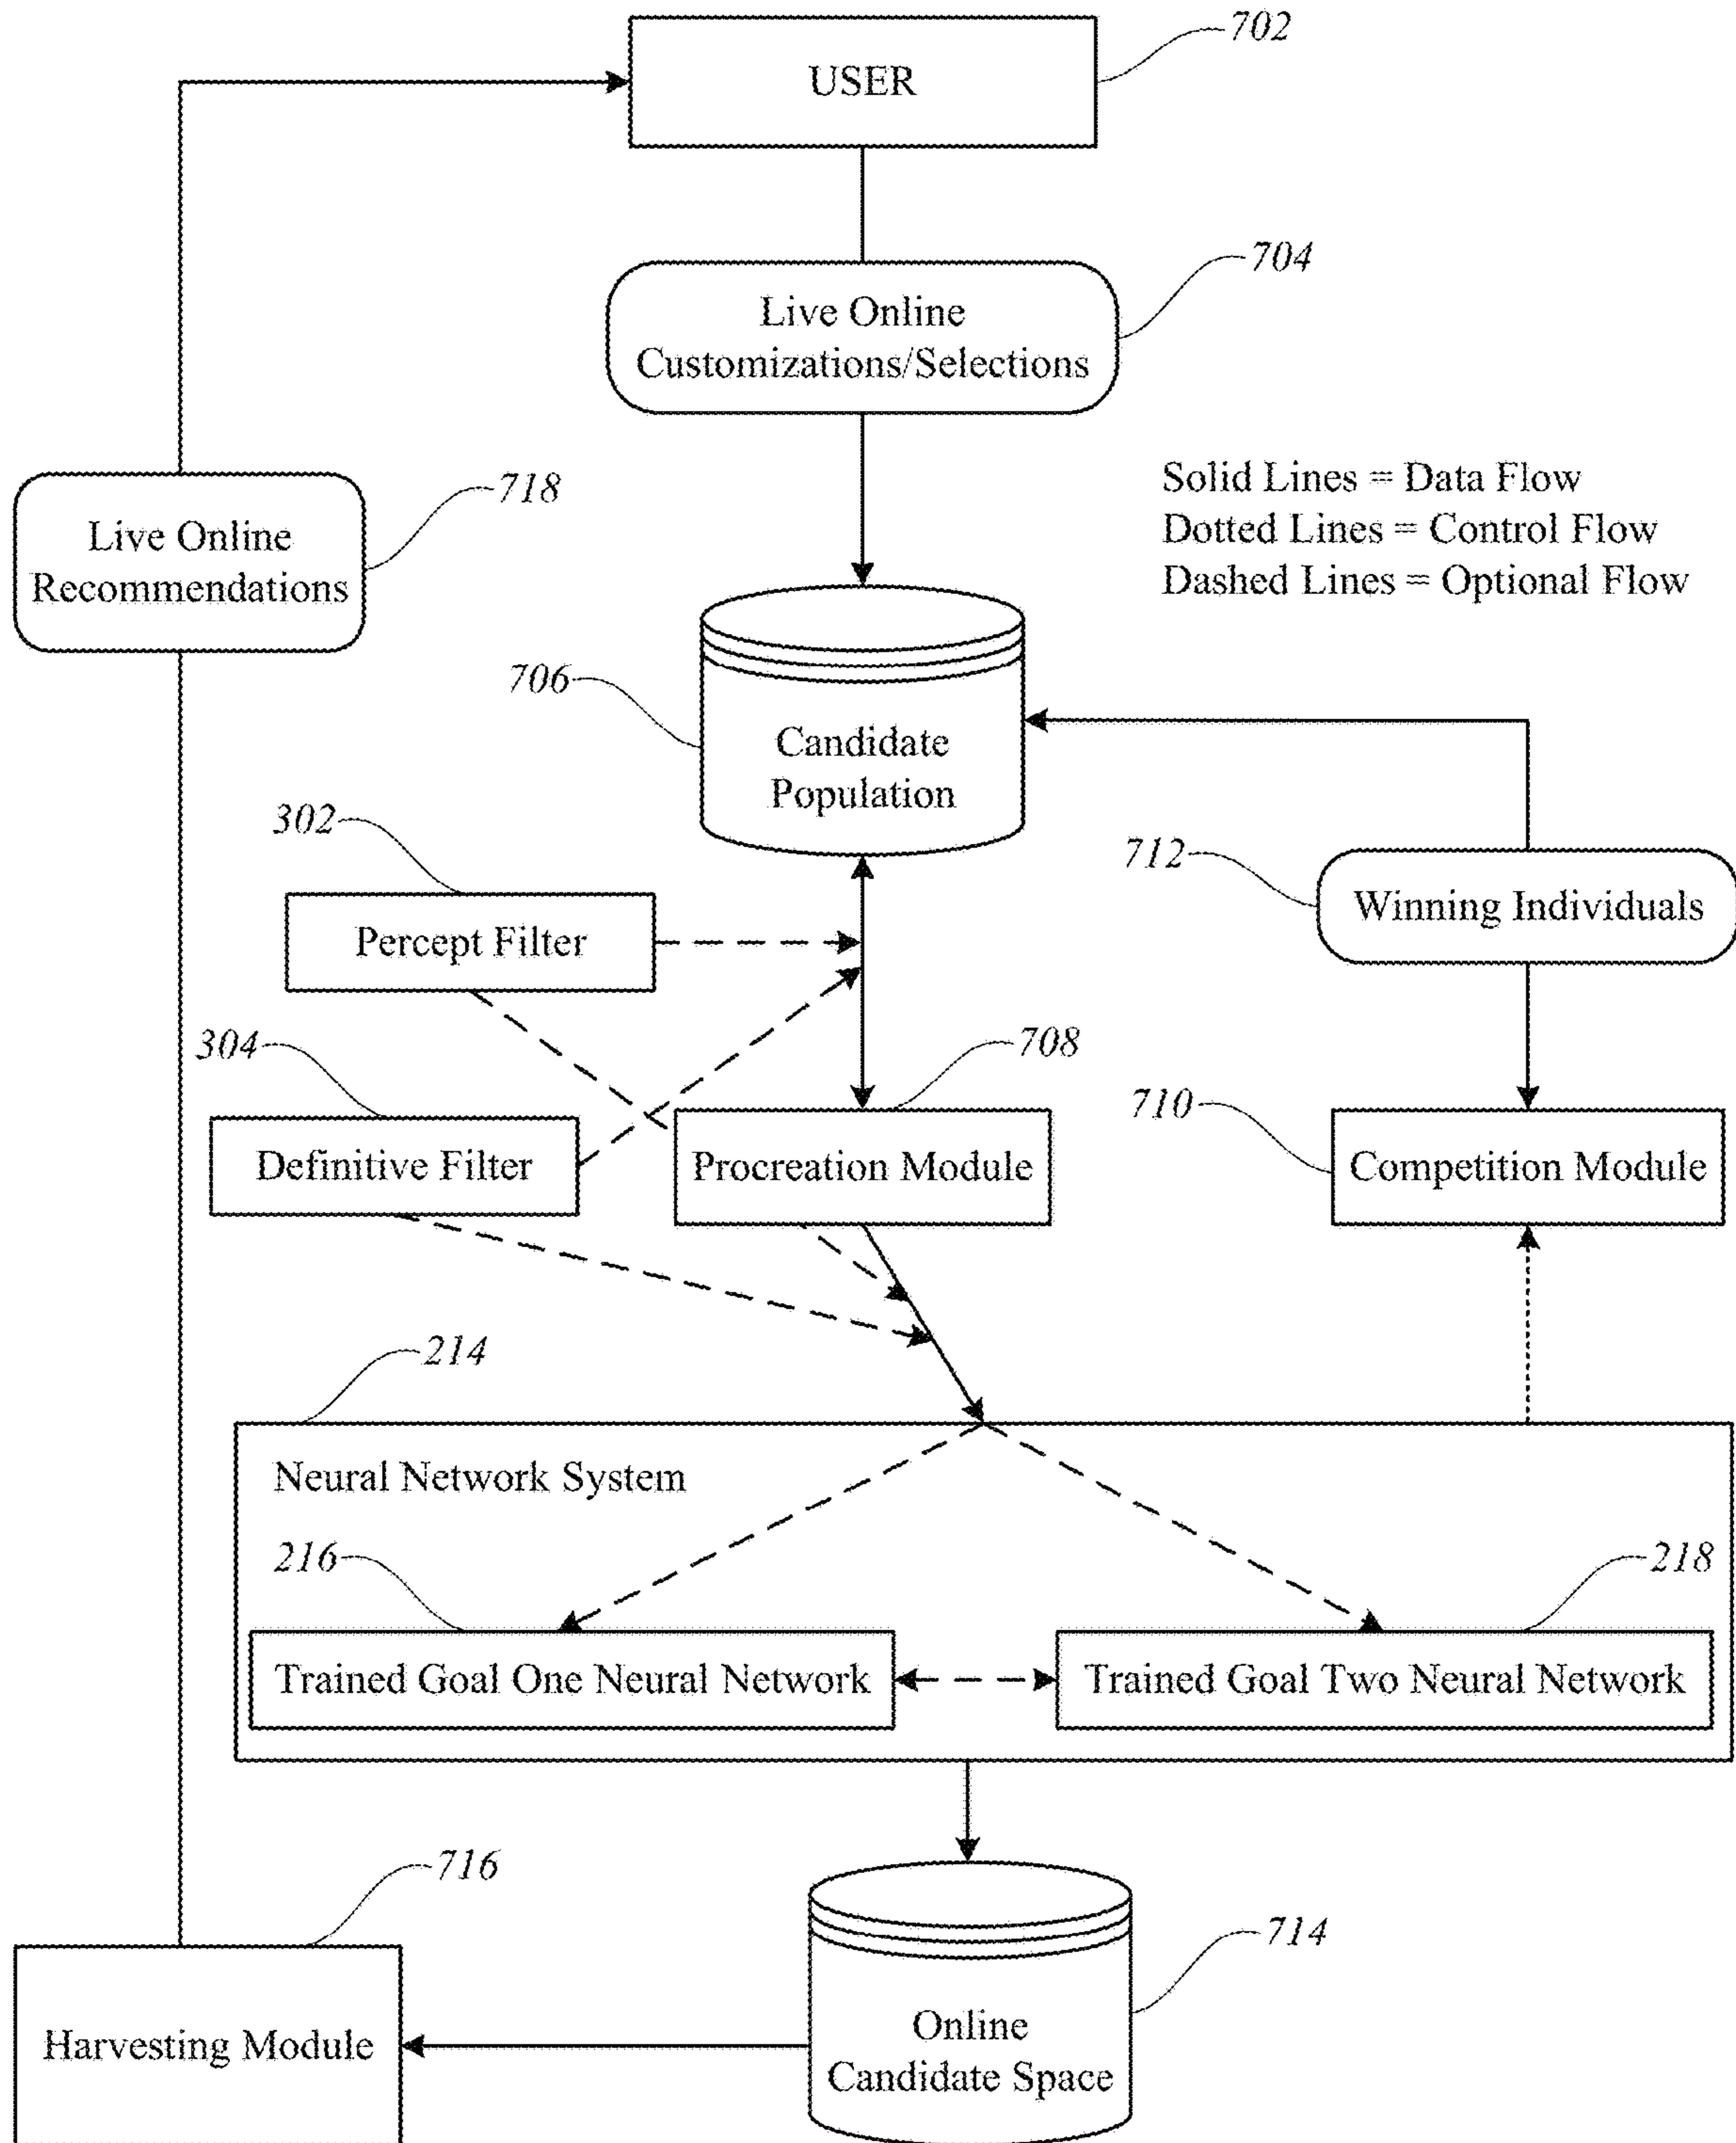 702
USER
704
Live Online
Customizations/Selections
718
Live Online
Recommendations
Solid Lines = Data Flow
Dotted Lines = Control Flow
Dashed Lines = Optional Flow
706
Candidate
Population
302
Percept Filter
712
Winning Individuals
304
Definitive Filter
708
Procreation Module
710
Competition Module
214
Neural Network System
216
218
Trained Goal One Neural Network
Trained Goal Two Neural Network
716
Harvesting Module
714
Online
Candidate Space